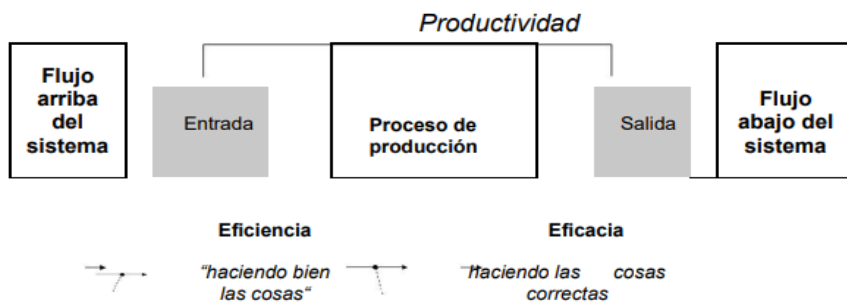 Productividad
Flujo
arriba
del
sistema
Entrada
Proceso de
producción
Salida
Flujo
abajo del
sistema
Eficiencia
Eficacia
"haciendo bien
las cosas"
"haciendo las cosas
correctas